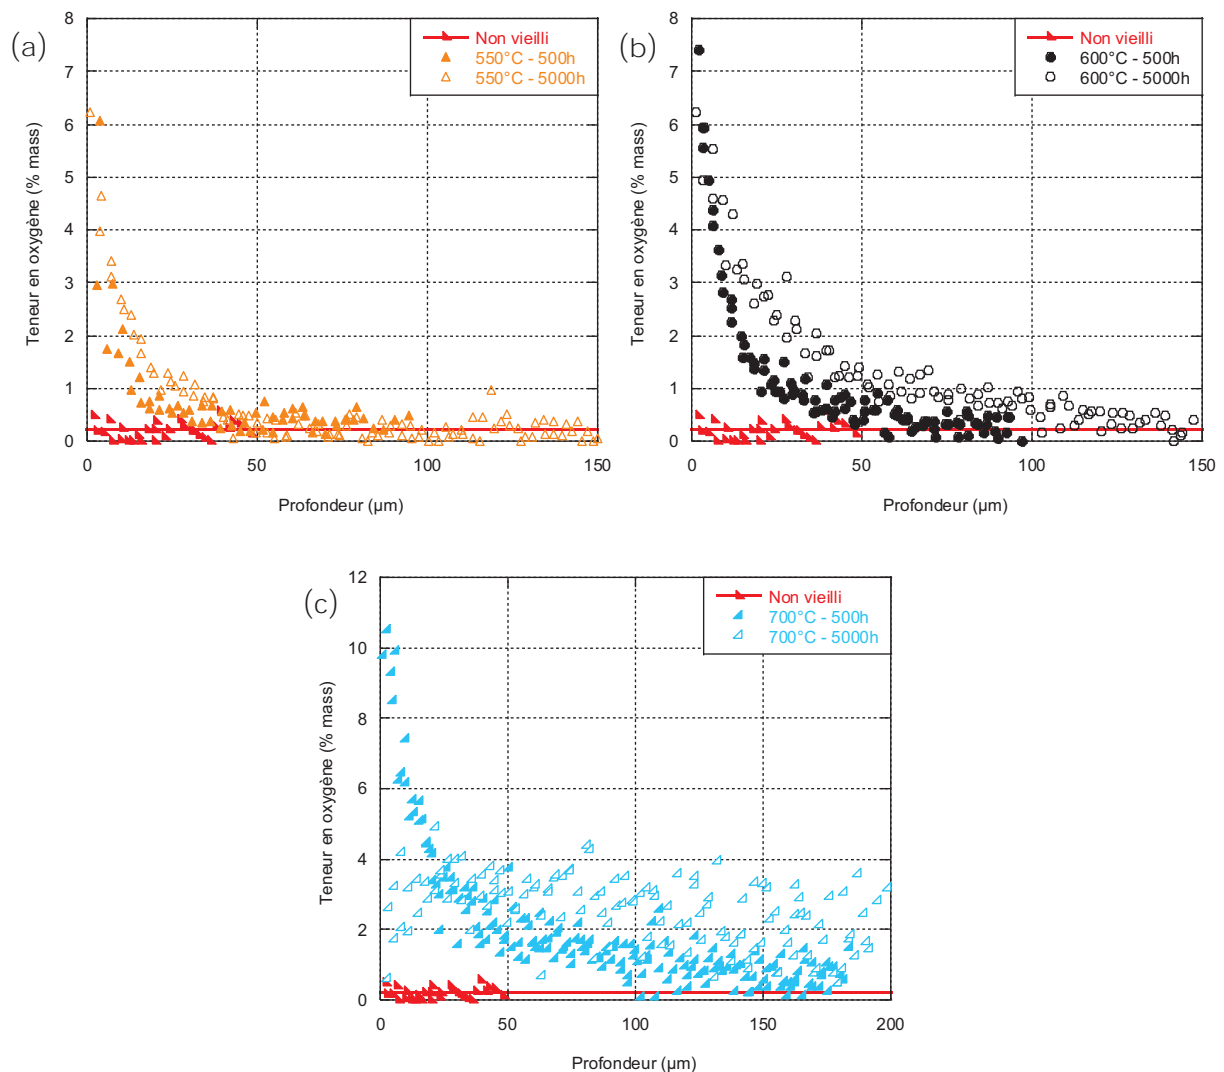 (a)
8
7
6
5
4
3
2
1
0
Teneur en oxygène (% mass)
Non vieilli
550°C - 500h
550°C - 5000h
0
50
100
150
Profondeur (µm)
(b)
8
7
6
5
4
3
2
1
0
Teneur en oxygène (% mass)
Non vieilli
600°C - 500h
600°C - 5000h
0
50
100
150
Profondeur (µm)
(c)
12
10
8
6
4
2
0
Teneur en oxygène (% mass)
Non vieilli
700°C - 500h
700°C - 5000h
0
50
100
150
200
Profondeur (µm)